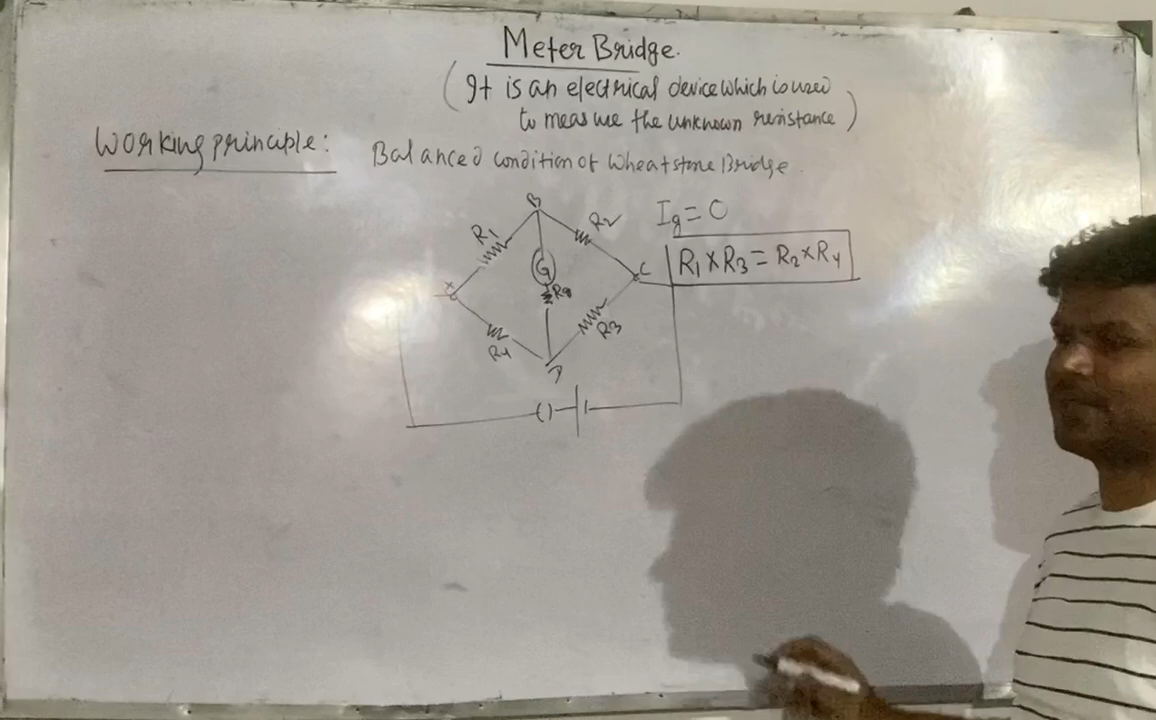 Meter Bridge.
(It is an electrical device which is used
to measure the unknown resistance)
Working principle: Balanced condition of Wheatstone Bridge.
B
R1
R2
Ig = 0
R1 × R3 = R2 × R4
G
C
Rg
R4
R3
D